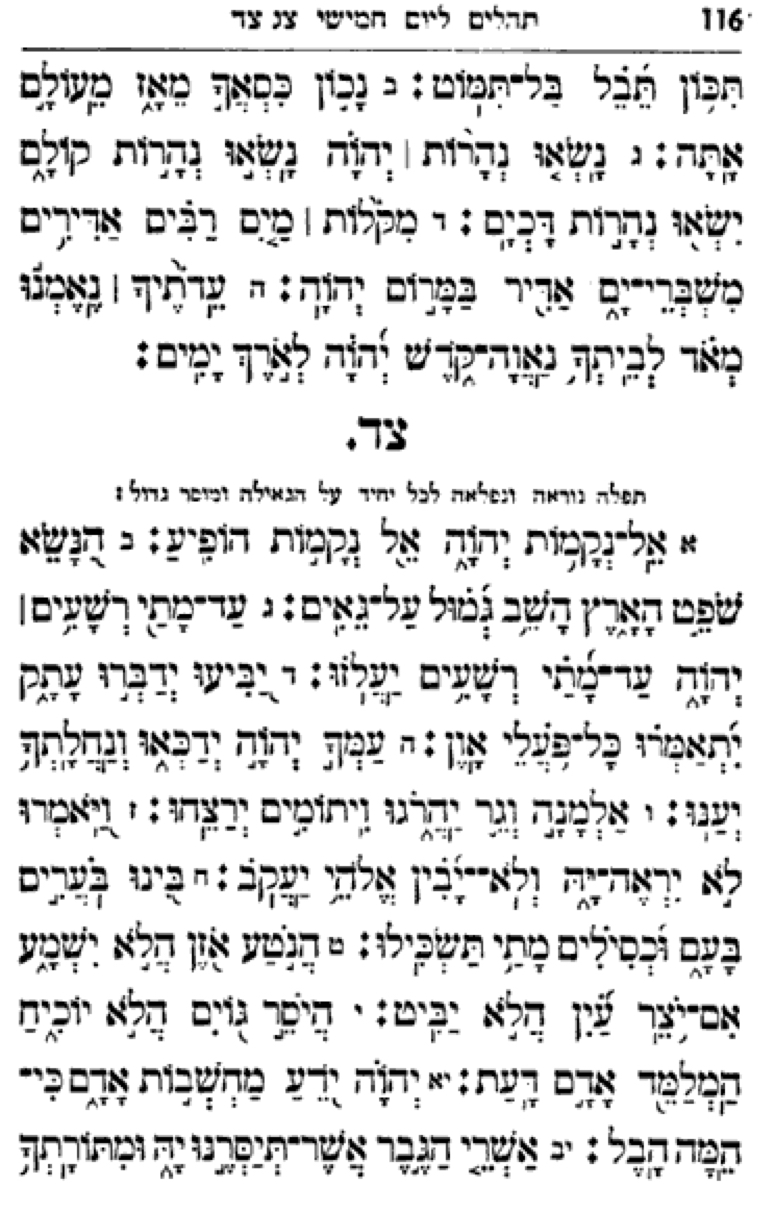 116 תהלים ליום חמישי צג צד
תִּכּוֹן תֵּבֵל בַּל־תִּמּוֹט: ב נָכוֹן כִּסְאֲךָ מֵאָז מֵעוֹלָם
אָתָּה: ג נָשְׂאוּ נְהָרוֹת | יְהוָה נָשְׂאוּ נְהָרוֹת קוֹלָם
יִשְׂאוּ נְהָרוֹת דָּכְיָם: ד מִקֹּלוֹת | מַיִם רַבִּים אַדִּירִים
מִשְׁבְּרֵי־יָם אַדִּיר בַּמָּרוֹם יְהוָה: ה עֵדֹתֶיךָ | נֶאֶמְנוּ
מְאֹד לְבֵיתְךָ נַאֲוָה־קֹדֶשׁ יְהוָה לְאֹרֶךְ יָמִים:
צד.
תפלה נוראה ונפלאה לכל יחיד על הגאולה ומוסר גדול:
א אֵל־נְקָמוֹת יְהוָה אֵל נְקָמוֹת הוֹפִיעַ: ב הִנָּשֵׂא
שֹׁפֵט הָאָרֶץ הָשֵׁב גְּמוּל עַל־גֵּאִים: ג עַד־מָתַי רְשָׁעִים |
יְהוָה עַד־מָתַי רְשָׁעִים יַעֲלֹזוּ: ד יַבִּיעוּ יְדַבְּרוּ עָתָק
יִתְאַמְּרוּ כָּל־פֹּעֲלֵי אָוֶן: ה עַמְּךָ יְהוָה יְדַכְּאוּ וְנַחֲלָתְךָ
יְעַנּוּ: ו אַלְמָנָה וְגֵר יַהֲרֹגוּ וִיתוֹמִים יְרַצֵּחוּ: ז וַיֹּאמְרוּ
לֹא יִרְאֶה־יָּהּ וְלֹא־יָבִין אֱלֹהֵי יַעֲקֹב: ח בִּינוּ בֹּעֲרִים
בָּעָם וּכְסִילִים מָתַי תַּשְׂכִּילוּ: ט הֲנֹטַע אֹזֶן הֲלֹא יִשְׁמָע
אִם־יֹצֵר עַיִן הֲלֹא יַבִּיט: י הֲיֹסֵר גּוֹיִם הֲלֹא יוֹכִיחַ
הַמְלַמֵּד אָדָם דָּעַת: יא יְהוָה יֹדֵעַ מַחְשְׁבוֹת אָדָם כִּי־
הֵמָּה הָבֶל: יב אַשְׁרֵי הַגֶּבֶר אֲשֶׁר־תְּיַסְּרֶנּוּ יָּהּ וּמִתּוֹרָתְךָ